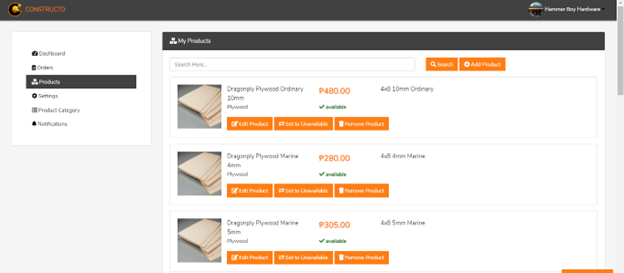 CONSTRUCTO
Hammer Boy Hardware
Dashboard
Orders
Products
Settings
Product Category
Notifications
My Products
Search Here...
Search
Add Product
Dragonply Plywood Ordinary
10mm
Plywood
₱480.00
available
4x8 10mm Ordinary
Edit Product
Set to Unavailable
Remove Product
Dragonply Plywood Marine
4mm
Plywood
₱280.00
available
4x8 4mm Marine
Edit Product
Set to Unavailable
Remove Product
Dragonply Plywood Marine
5mm
Plywood
₱305.00
available
4x8 5mm Marine
Edit Product
Set to Unavailable
Remove Product